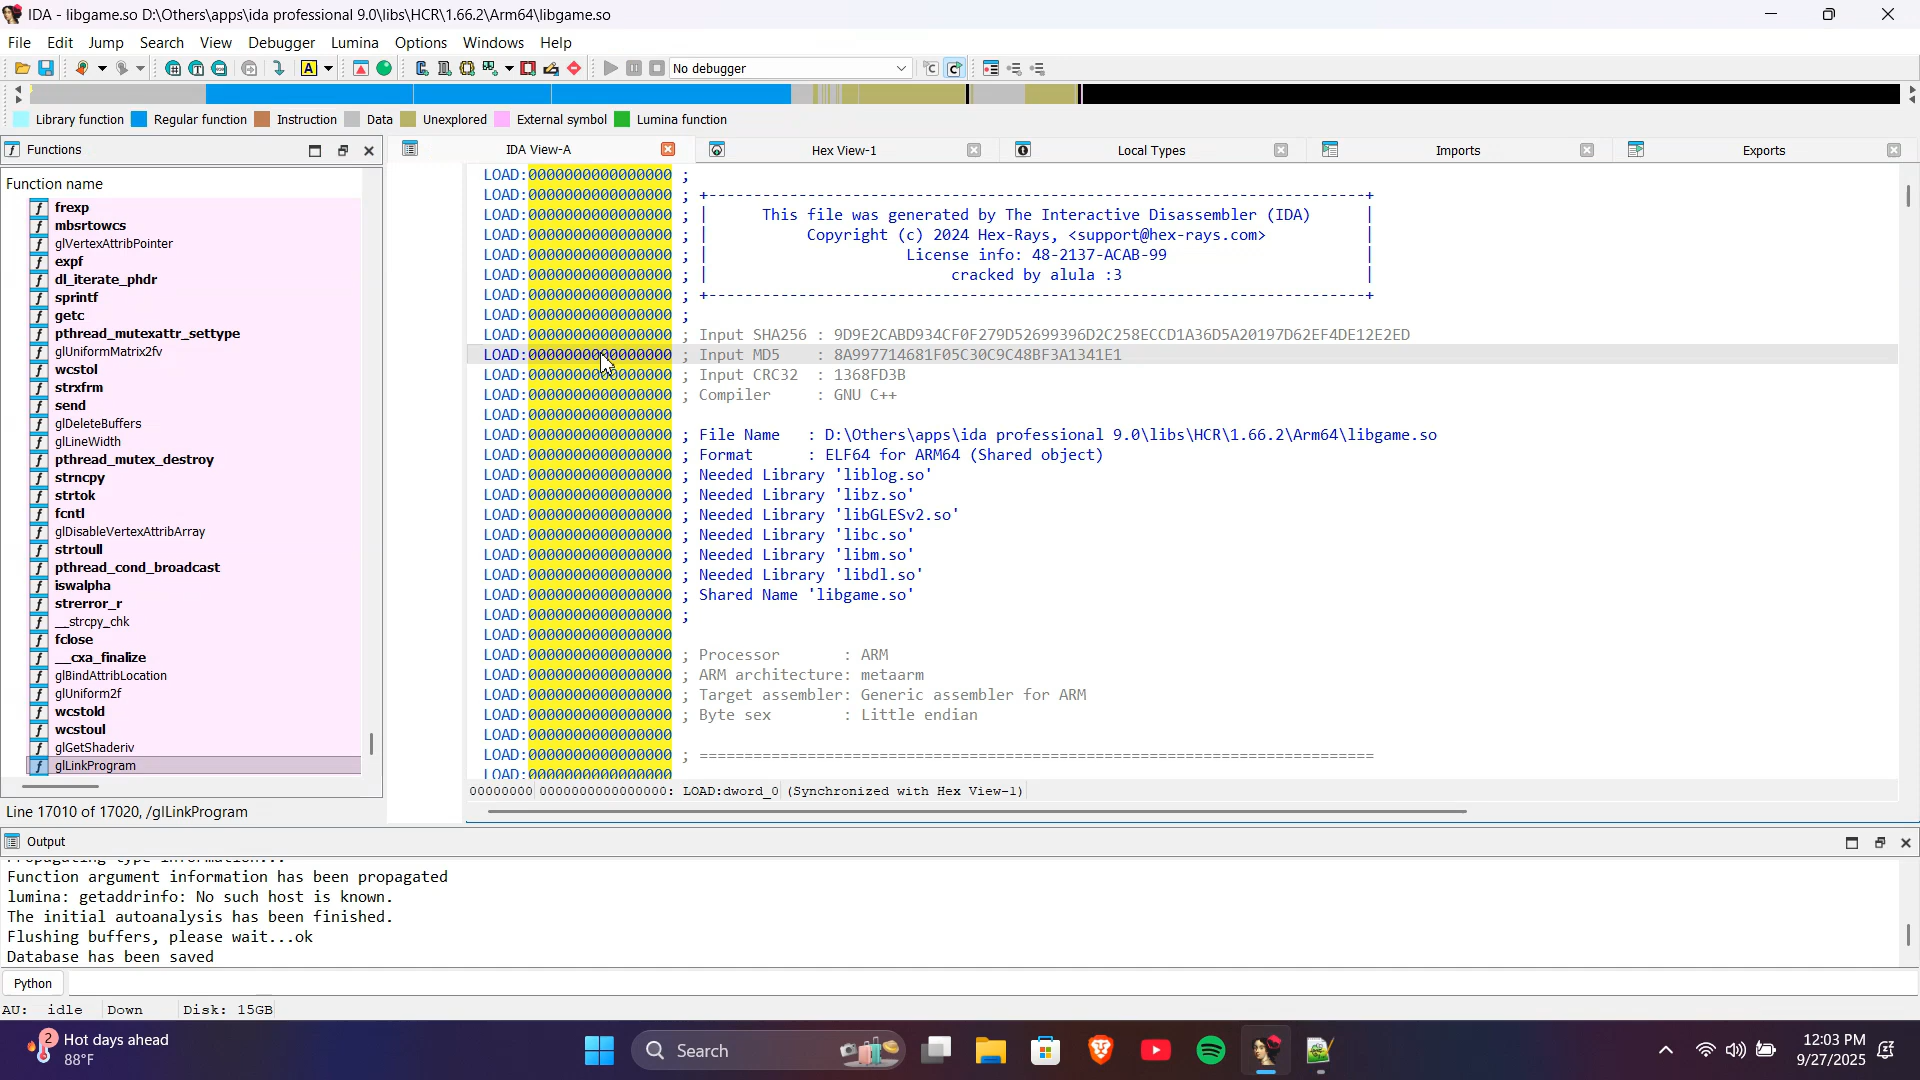 IDA - libgame.so D:\Others\apps\ida professional 9.0\libs\HCR\1.66.2\Arm64\libgame.so
File Edit Jump Search View Debugger Lumina Options Windows Help
No debugger
Library function Regular function Instruction Data Unexplored External symbol Lumina function
Functions
IDA View-A Hex View-1 Local Types Imports Exports
Function name
frexp
mbsrtowcs
glVertexAttribPointer
expf
dl_iterate_phdr
sprintf
getc
pthread_mutexattr_settype
glUniformMatrix2fv
wcstol
strxfrm
send
glDeleteBuffers
glLineWidth
pthread_mutex_destroy
strncpy
strtok
fcntl
glDisableVertexAttribArray
strtoull
pthread_cond_broadcast
iswalpha
strerror_r
__strcpy_chk
fclose
__cxa_finalize
glBindAttribLocation
glUniform2f
wcstold
wcstoul
glGetShaderiv
glLinkProgram
Line 17010 of 17020, /glLinkProgram
LOAD:0000000000000000 ;
LOAD:0000000000000000 ; +-------------------------------------------------------------------------+
LOAD:0000000000000000 ; | This file was generated by The Interactive Disassembler (IDA) |
LOAD:0000000000000000 ; | Copyright (c) 2024 Hex-Rays, <support@hex-rays.com> |
LOAD:0000000000000000 ; | License info: 48-2137-ACAB-99 |
LOAD:0000000000000000 ; | cracked by alula :3 |
LOAD:0000000000000000 ; +-------------------------------------------------------------------------+
LOAD:0000000000000000 ;
LOAD:0000000000000000 ; Input SHA256 : 9D9E2CABD934CF0F279D52699396D2C258ECCD1A36D5A20197D62EF4DE12E2ED
LOAD:0000000000000000 ; Input MD5 : 8A997714681F05C30C9C48BF3A1341E1
LOAD:0000000000000000 ; Input CRC32 : 1368FD3B
LOAD:0000000000000000 ; Compiler : GNU C++
LOAD:0000000000000000
LOAD:0000000000000000 ; File Name : D:\Others\apps\ida professional 9.0\libs\HCR\1.66.2\Arm64\libgame.so
LOAD:0000000000000000 ; Format : ELF64 for ARM64 (Shared object)
LOAD:0000000000000000 ; Needed Library 'liblog.so'
LOAD:0000000000000000 ; Needed Library 'libz.so'
LOAD:0000000000000000 ; Needed Library 'libGLESv2.so'
LOAD:0000000000000000 ; Needed Library 'libc.so'
LOAD:0000000000000000 ; Needed Library 'libm.so'
LOAD:0000000000000000 ; Needed Library 'libdl.so'
LOAD:0000000000000000 ; Shared Name 'libgame.so'
LOAD:0000000000000000 ;
LOAD:0000000000000000
LOAD:0000000000000000 ; Processor : ARM
LOAD:0000000000000000 ; ARM architecture: metaarm
LOAD:0000000000000000 ; Target assembler: Generic assembler for ARM
LOAD:0000000000000000 ; Byte sex : Little endian
LOAD:0000000000000000
LOAD:0000000000000000 ; ===========================================================================
LOAD:0000000000000000
00000000 0000000000000000: LOAD:dword_0 (Synchronized with Hex View-1)
Output
Propagating type information...
Function argument information has been propagated
lumina: getaddrinfo: No such host is known.
The initial autoanalysis has been finished.
Flushing buffers, please wait...ok
Database has been saved
Python
AU: idle Down Disk: 15GB
2
Hot days ahead
88°F
Search
12:03 PM
9/27/2025